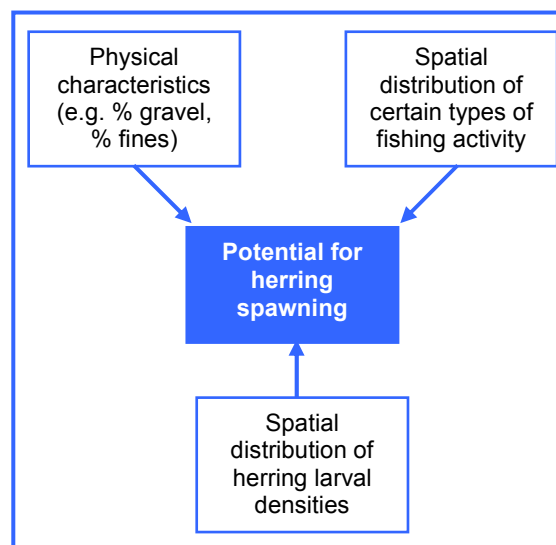 Physical
characteristics
(e.g. % gravel,
% fines)
Spatial
distribution of
certain types of
fishing activity
Potential for
herring
spawning
Spatial
distribution of
herring larval
densities